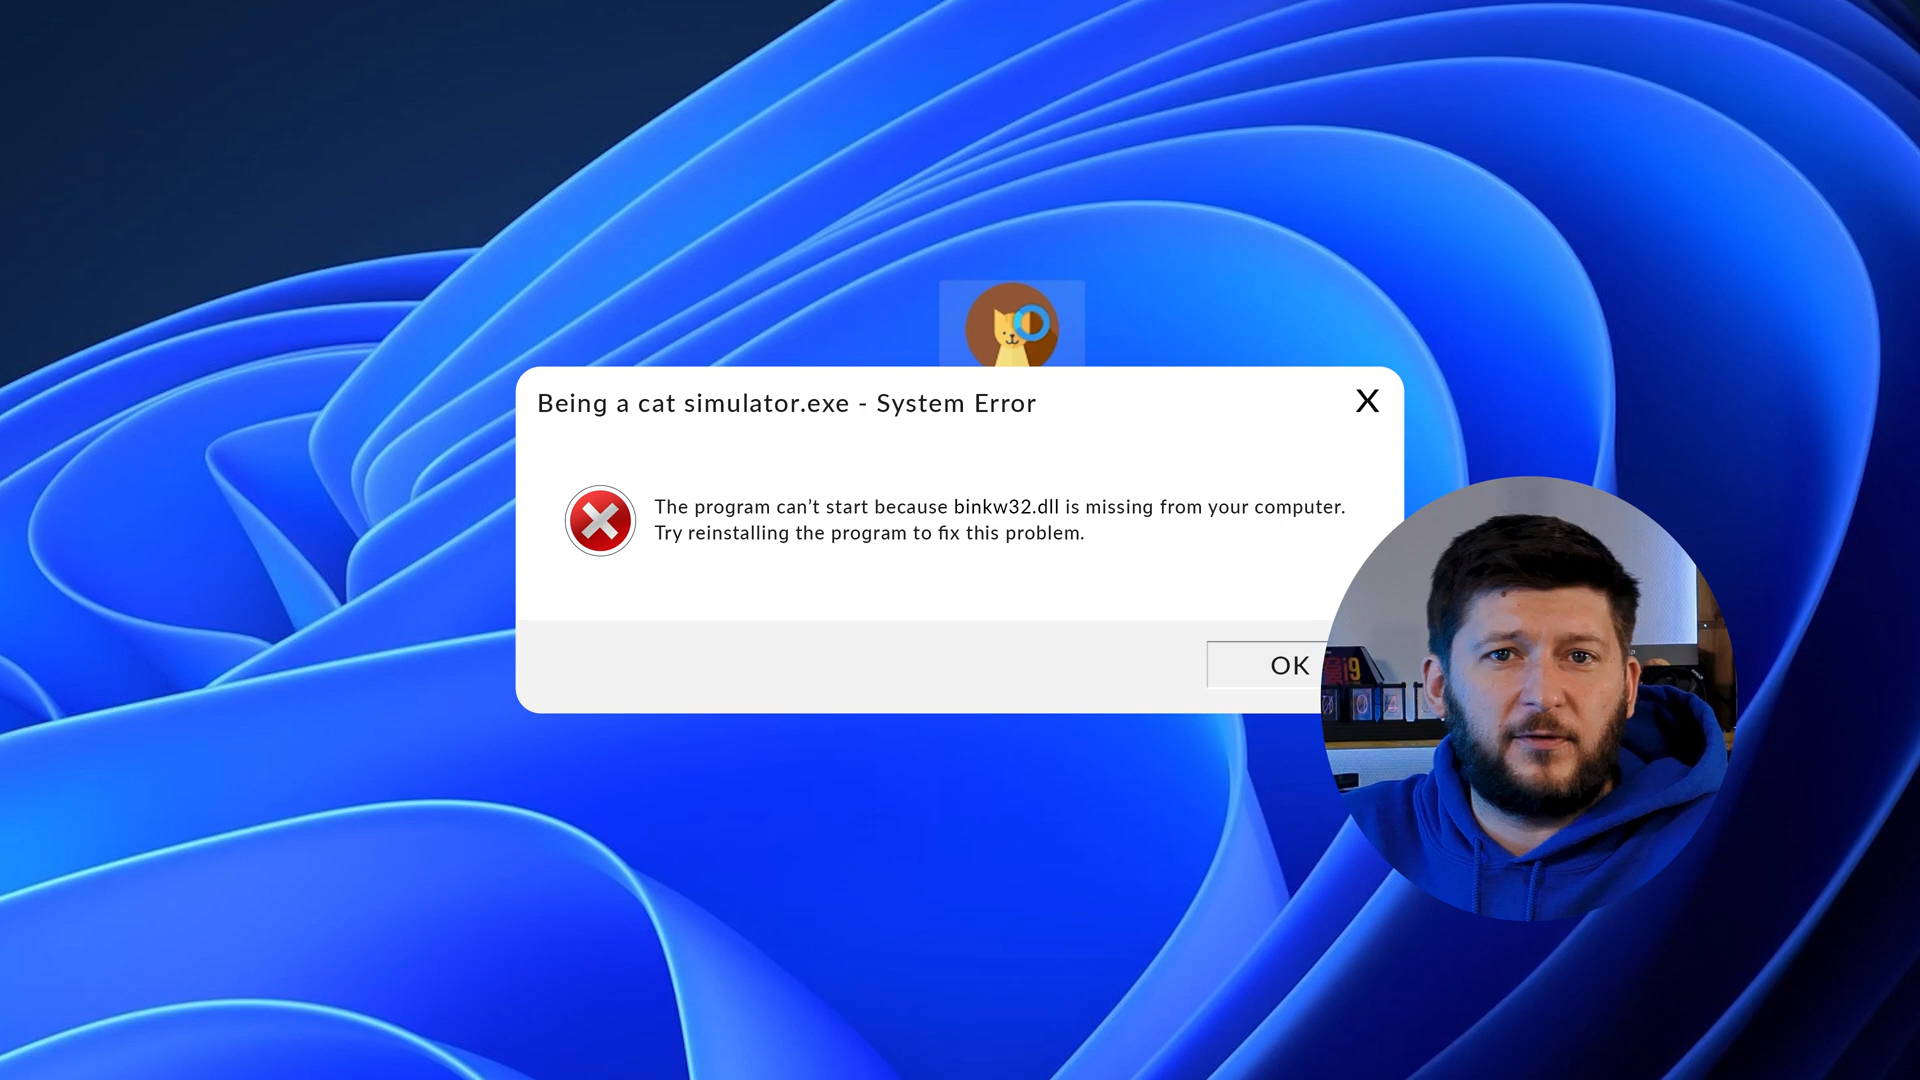 Being a cat simulator.exe - System Error
X
The program can’t start because binkw32.dll is missing from your computer.
Try reinstalling the program to fix this problem.
OK
i9